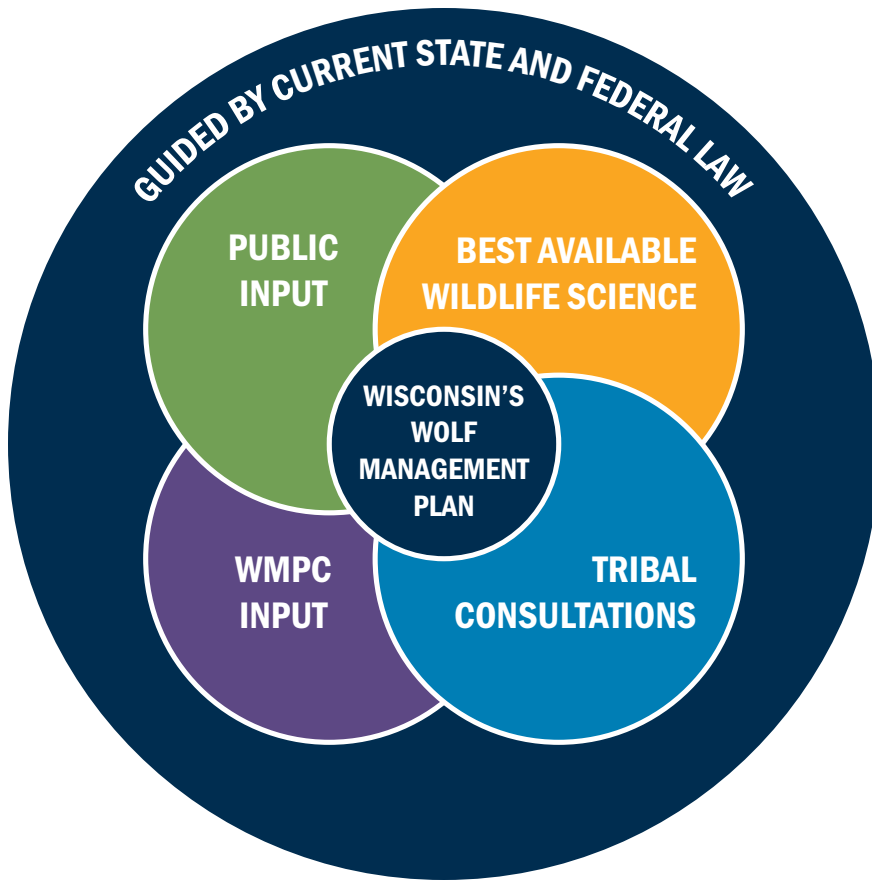 GUIDED BY CURRENT STATE AND FEDERAL LAW
PUBLIC
INPUT
BEST AVAILABLE
WILDLIFE SCIENCE
WISCONSIN’S
WOLF
MANAGEMENT
PLAN
WMPC
INPUT
TRIBAL
CONSULTATIONS